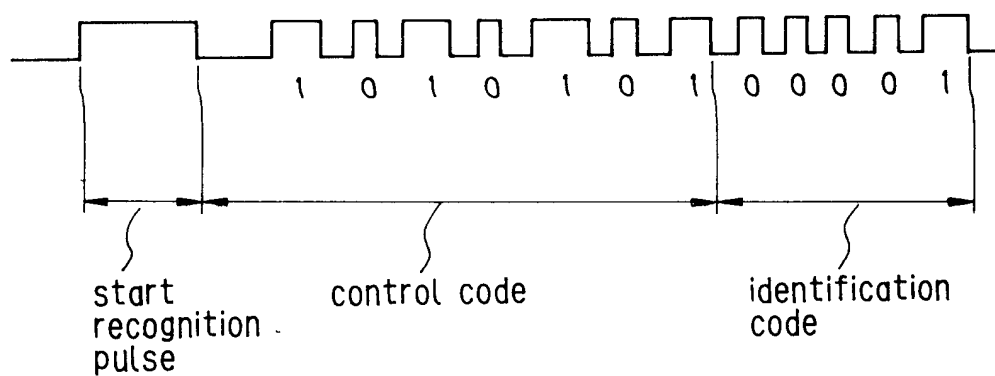 1 0 1 0 1 0 1 0 0 0 0 1
start
recognition
pulse
control code
identification
code